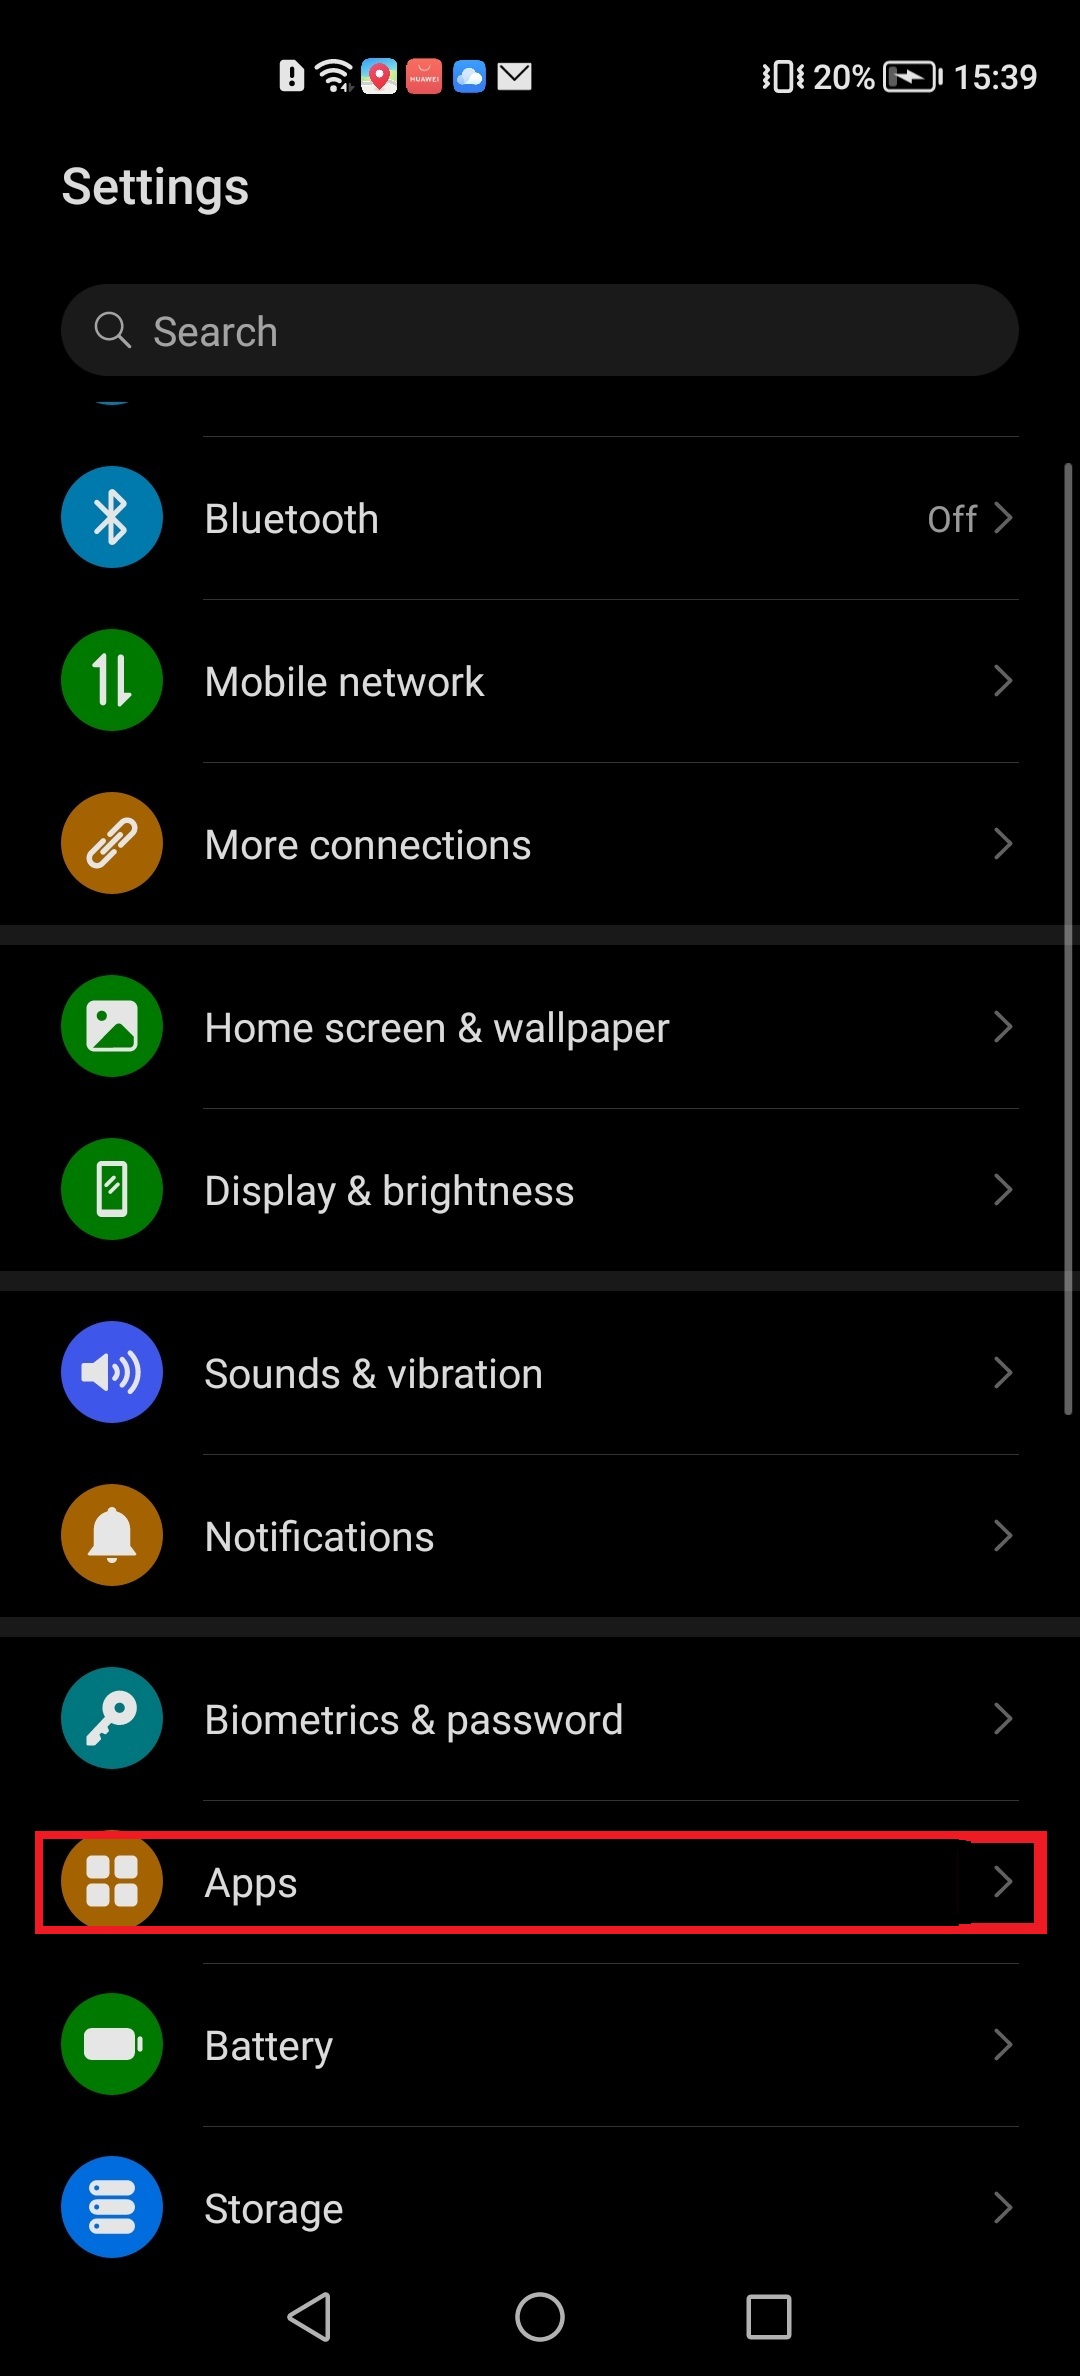 20% 15:39
Settings
Search
Bluetooth Off
Mobile network
More connections
Home screen & wallpaper
Display & brightness
Sounds & vibration
Notifications
Biometrics & password
Apps
Battery
Storage